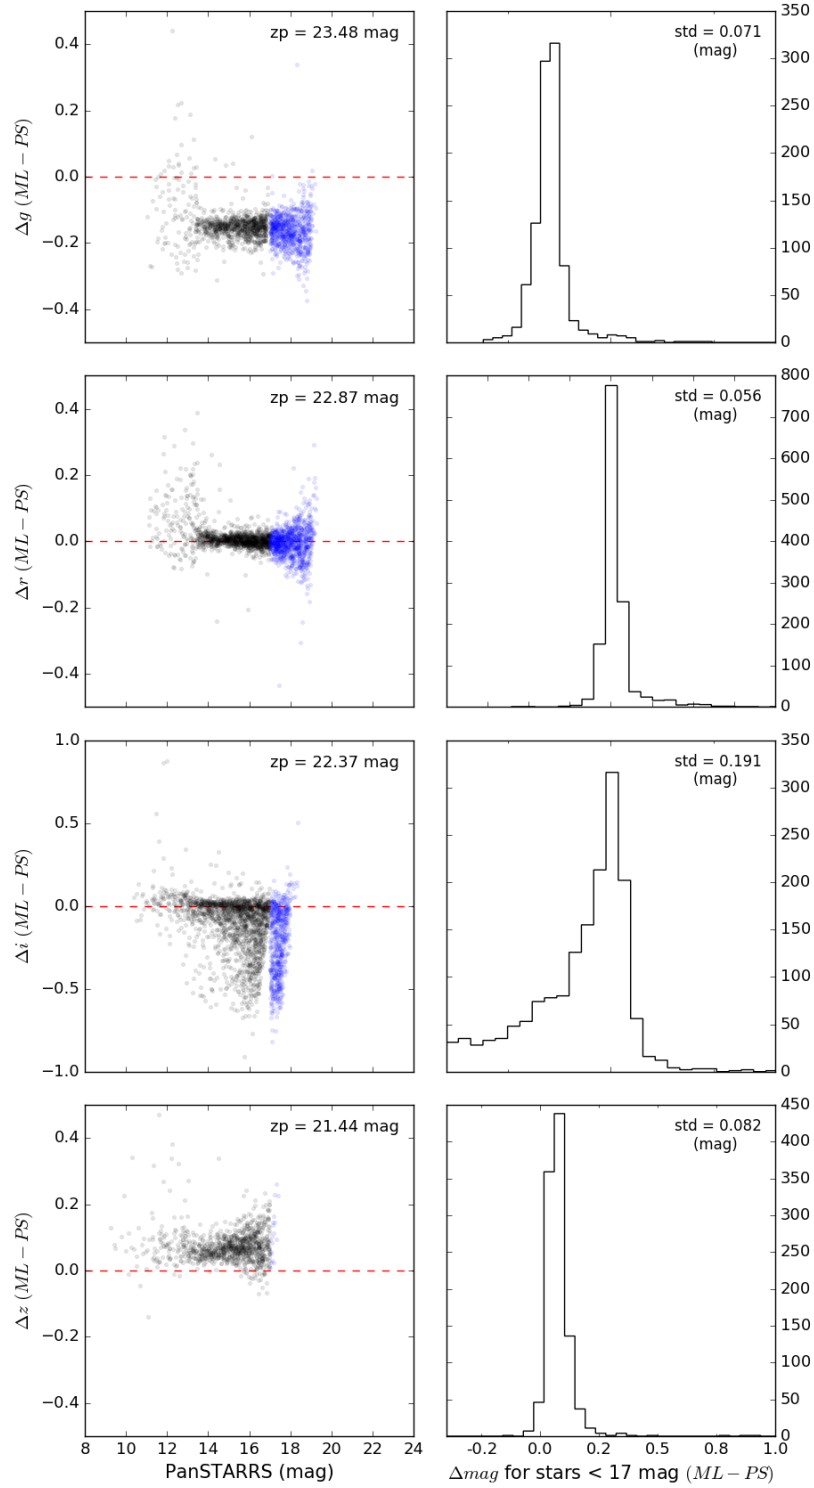 0.4
0.2
0.0
−0.2
−0.4
Δg (ML − PS)
zp = 23.48 mag
std = 0.071
(mag)
350
300
250
200
150
100
50
0
0.4
0.2
0.0
−0.2
−0.4
Δr (ML − PS)
zp = 22.87 mag
std = 0.056
(mag)
800
700
600
500
400
300
200
100
0
1.0
0.5
0.0
−0.5
−1.0
Δi (ML − PS)
zp = 22.37 mag
std = 0.191
(mag)
350
300
250
200
150
100
50
0
0.4
0.2
0.0
−0.2
−0.4
Δz (ML − PS)
zp = 21.44 mag
8 10 12 14 16 18 20 22 24
PanSTARRS (mag)
std = 0.082
(mag)
450
400
350
300
250
200
150
100
50
0
-0.2 0.0 0.2 0.5 0.8 1.0
Δmag for stars < 17 mag (ML − PS)